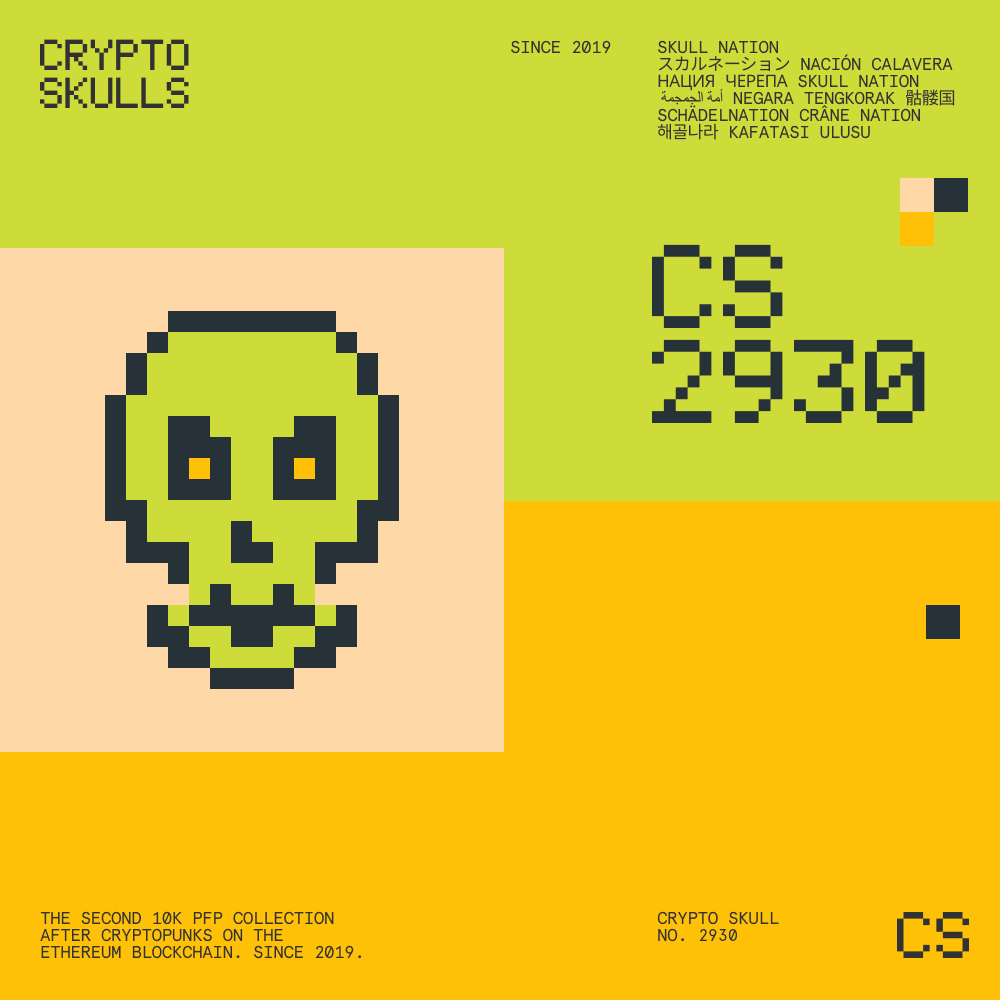 CRYPTO
SKULLS
SINCE 2019
SKULL NATION
スカルネーション NACIÓN CALAVERA
НАЦИЯ ЧЕРЕПА SKULL NATION
أمة الجمجمة NEGARA TENGKORAK 骷髅国
SCHÄDELNATION CRÂNE NATION
해골나라 KAFATASI ULUSU
CS
2930
THE SECOND 10K PFP COLLECTION
AFTER CRYPTOPUNKS ON THE
ETHEREUM BLOCKCHAIN. SINCE 2019.
CRYPTO SKULL
NO. 2930
CS